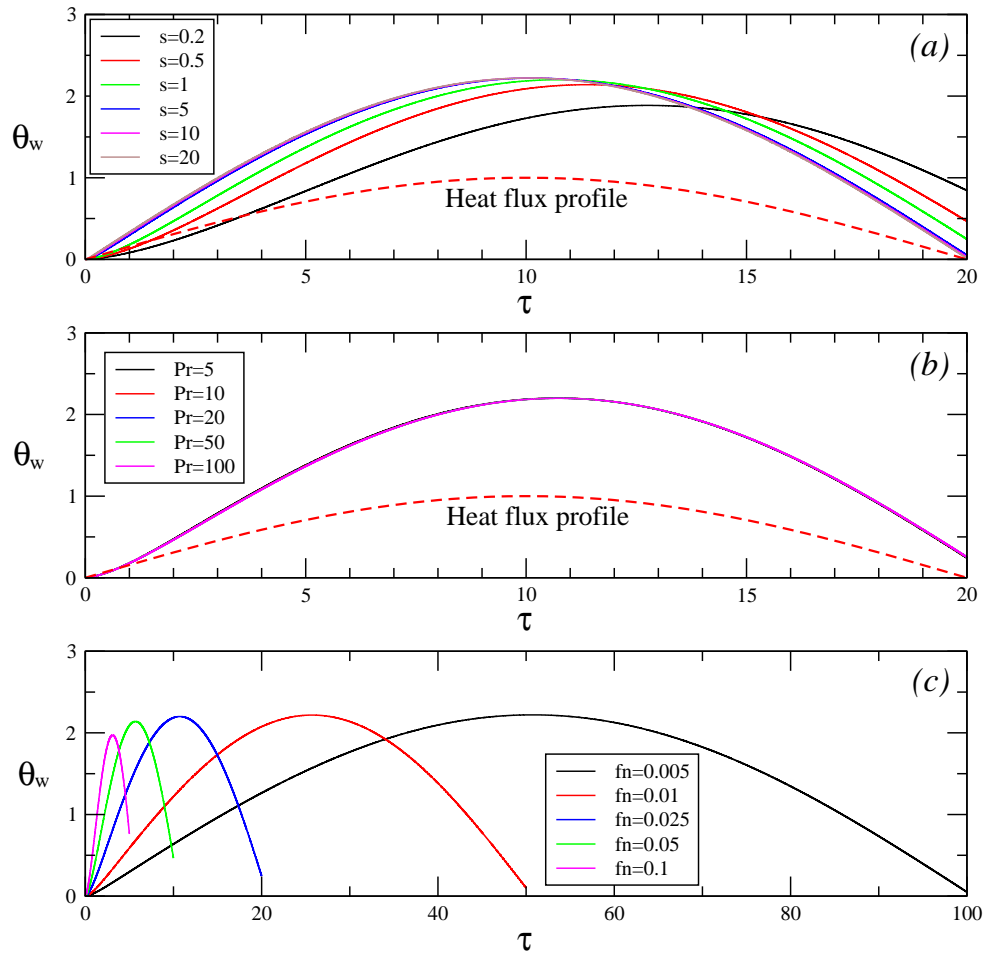 (a)
3
2
1
0
θw
s=0.2
s=0.5
s=1
s=5
s=10
s=20
Heat flux profile
0 5 10 15 20
τ
(b)
3
2
1
0
θw
Pr=5
Pr=10
Pr=20
Pr=50
Pr=100
Heat flux profile
0 5 10 15 20
τ
(c)
3
2
1
0
θw
fn=0.005
fn=0.01
fn=0.025
fn=0.05
fn=0.1
0 20 40 60 80 100
τ